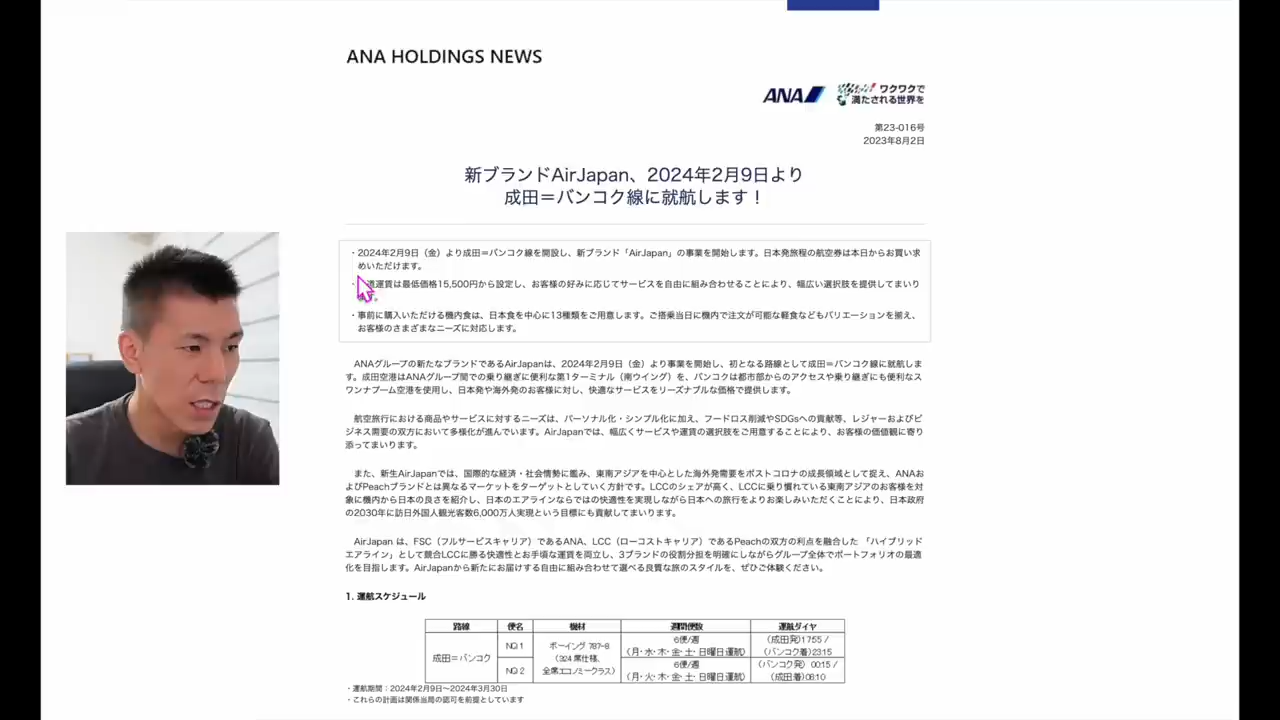 ANA HOLDINGS NEWS
ANA ワクワクで
満たされる世界を
第23-016号
2023年8月2日
新ブランドAirJapan、2024年2月9日より
成田＝バンコク線に就航します！
・2024年2月9日（金）より成田＝バンコク線を開設し、新ブランド「AirJapan」の事業を開始します。日本発旅程の航空券は本日からお買い求
めいただけます。
・ 運賃は最低価格15,500円から設定し、お客様の好みに応じてサービスを自由に組み合わせることにより、幅広い選択肢を提供してまいり
す。
・事前に購入いただける機内食は、日本食を中心に13種類をご用意します。ご搭乗当日に機内で注文が可能な軽食などもバリエーションを揃え、
お客様のさまざまなニーズに対応します。
ANAグループの新たなブランドであるAirJapanは、2024年2月9日（金）より事業を開始し、初となる路線として成田＝バンコク線に就航しま
す。成田空港はANAグループ間での乗り継ぎに便利な第1ターミナル（南ウイング）を、バンコクは都市部からのアクセスや乗り継ぎにも便利なス
ワンナプーム空港を使用し、日本発や海外発のお客様に対し、快適なサービスをリーズナブルな価格で提供します。
航空旅行における商品やサービスに対するニーズは、パーソナル化・シンプル化に加え、フードロス削減やSDGsへの貢献等、レジャーおよびビ
ジネス需要の双方において多様化が進んでいます。AirJapanでは、幅広くサービスや運賃の選択肢をご用意することにより、お客様の価値観に寄り
添ってまいります。
また、新生AirJapanでは、国際的な経済・社会情勢に鑑み、東南アジアを中心とした海外発需要をポストコロナの成長領域として捉え、ANAお
よびPeachブランドとは異なるマーケットをターゲットとしていく方針です。LCCのシェアが高く、LCCに乗り慣れている東南アジアのお客様を対
象に機内から日本の良さを紹介し、日本のエアラインならではの快適性を実現しながら日本への旅行をよりお楽しみいただくことにより、日本政府
の2030年に訪日外国人観光客数6,000万人実現という目標にも貢献してまいります。
AirJapan は、FSC（フルサービスキャリア）であるANA、LCC（ローコストキャリア）であるPeachの双方の利点を融合した 「ハイブリッド
エアライン」として競合LCCに勝る快適性とお手頃な運賃を両立し、3ブランドの役割分担を明確にしながらグループ全体でポートフォリオの最適
化を目指します。AirJapanから新たにお届けする自由に組み合わせて選べる良質な旅のスタイルを、ぜひご体験ください。
1. 運航スケジュール
路線 便名 機材 週間便数 運航ダイヤ
成田＝バンコク NQ1 ボーイング 787-8 （324 席仕様、 全席エコノミークラス） 6便/週 （月・水・木・金・土・日曜日運航） （成田発）17:55 / （バンコク着）23:15
NQ2 6便/週 （月・火・木・金・土・日曜日運航） （バンコク発） 00:15 / （成田着）08:10
・運航期間：2024年2月9日～2024年3月30日
・これらの計画は関係当局の認可を前提としています